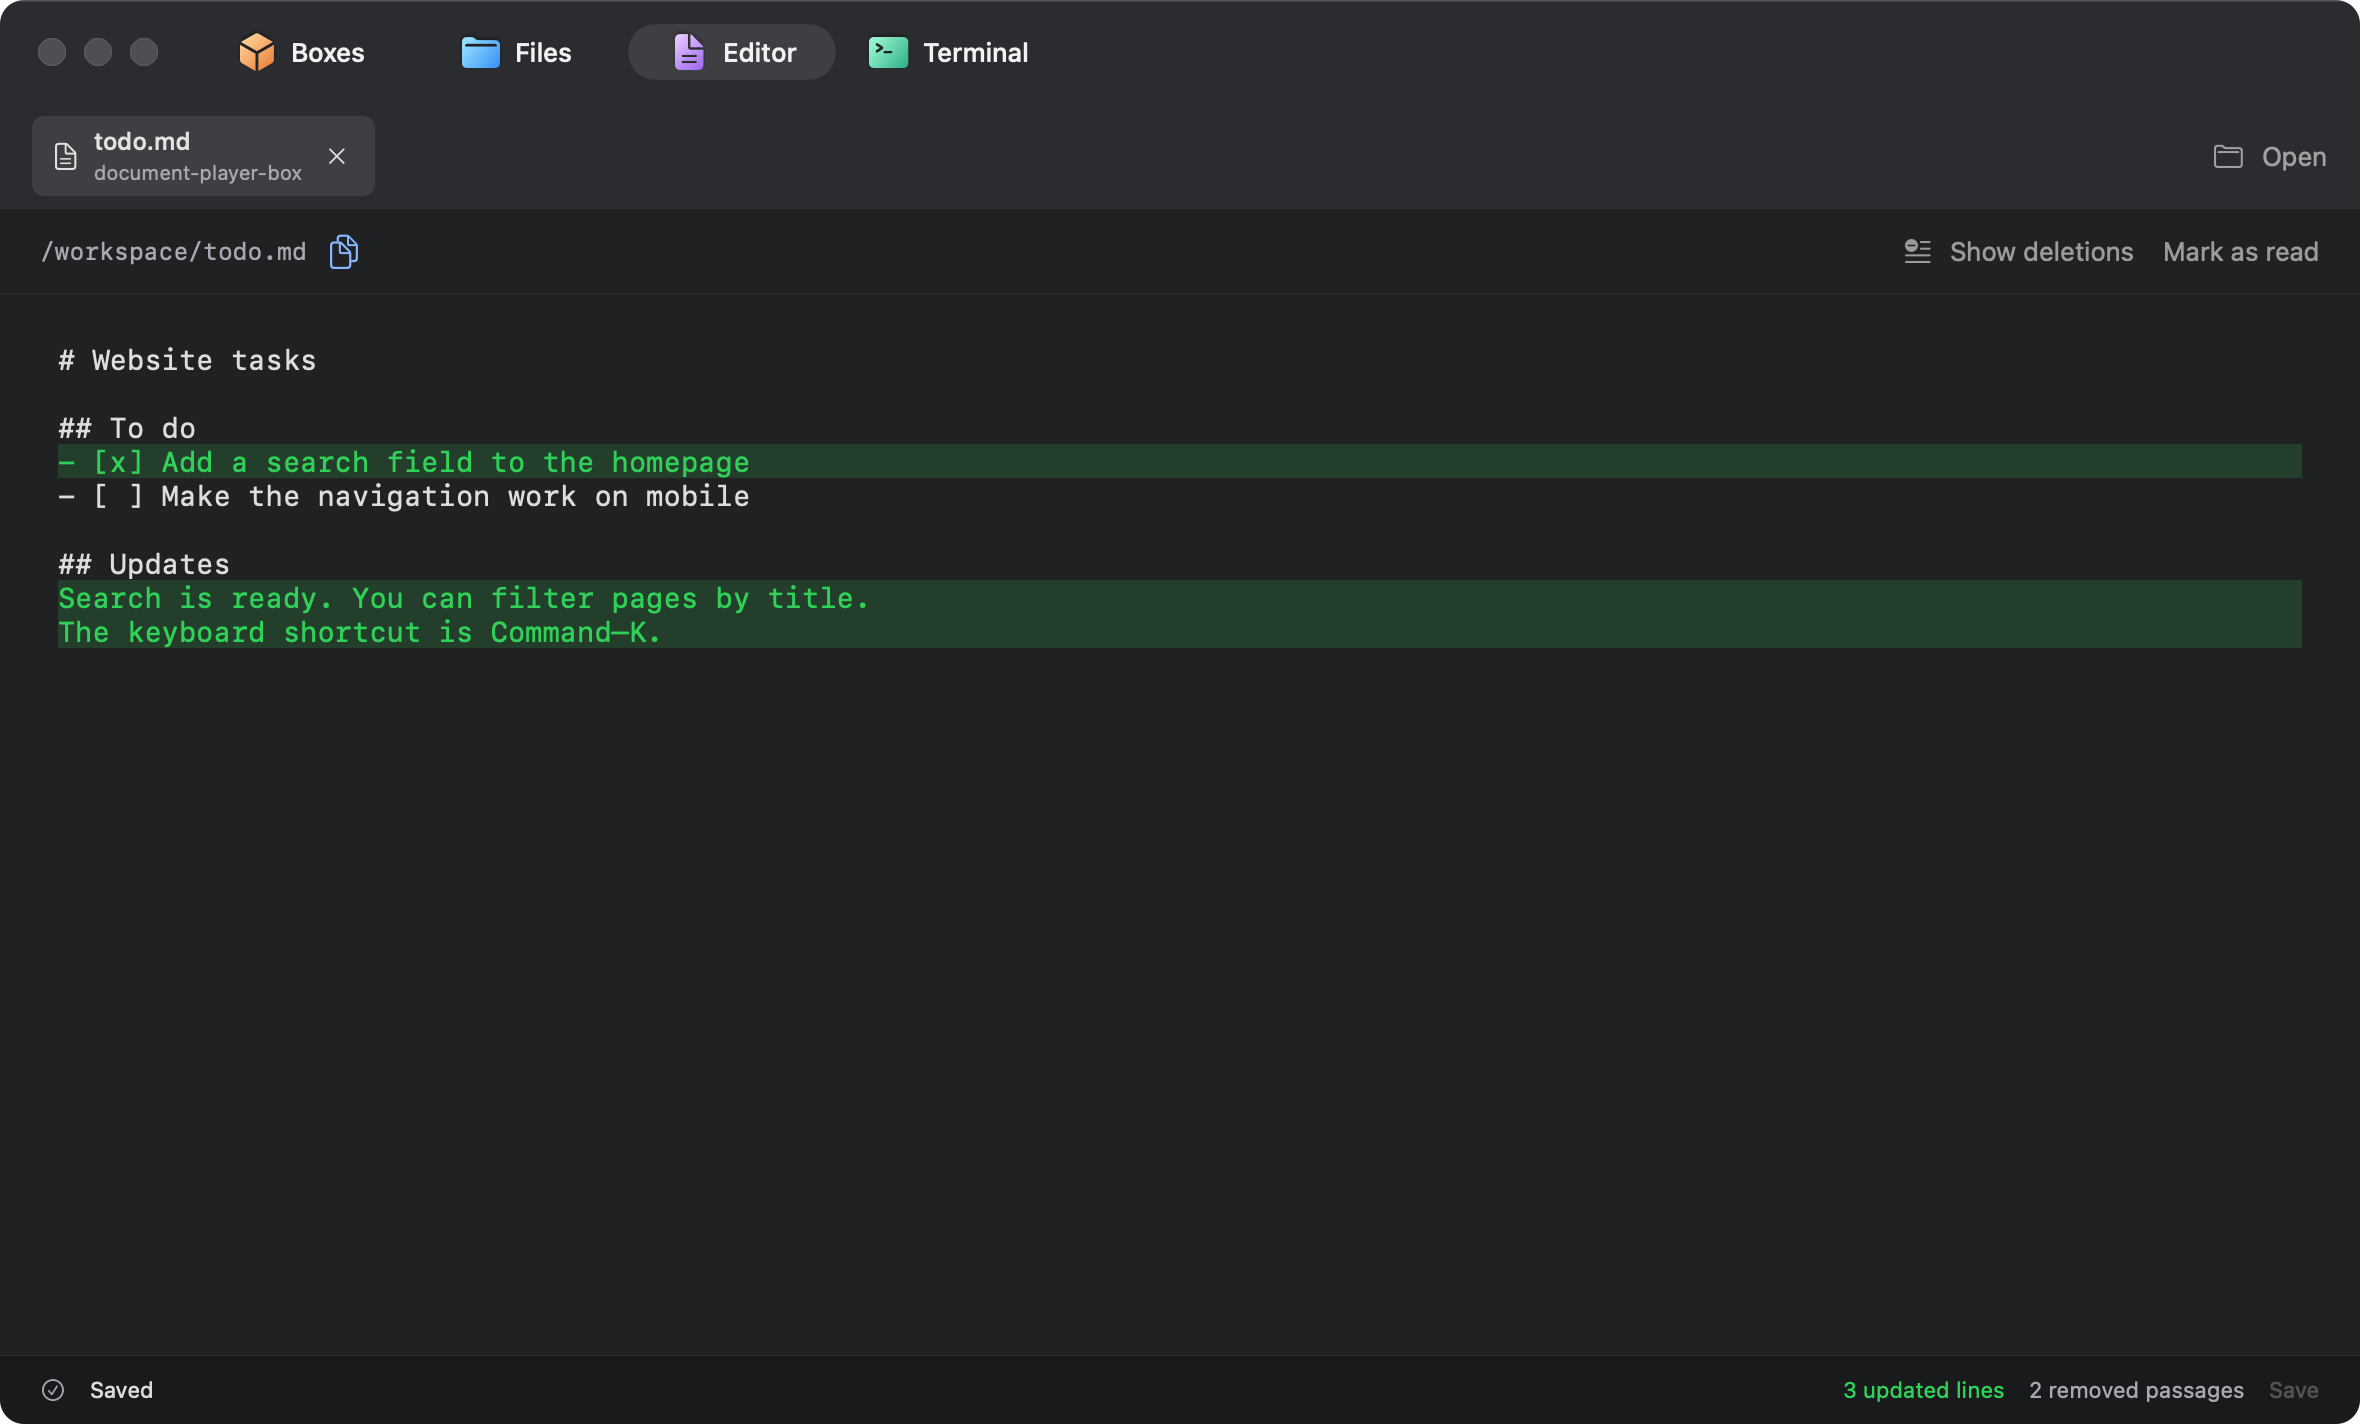 Boxes
Files
Editor
Terminal
todo.md
document-player-box
Open
/workspace/todo.md
Show deletions
Mark as read
# Website tasks
## To do
- [x] Add a search field to the homepage
- [ ] Make the navigation work on mobile
## Updates
Search is ready. You can filter pages by title.
The keyboard shortcut is Command-K.
Saved
3 updated lines
2 removed passages
Save